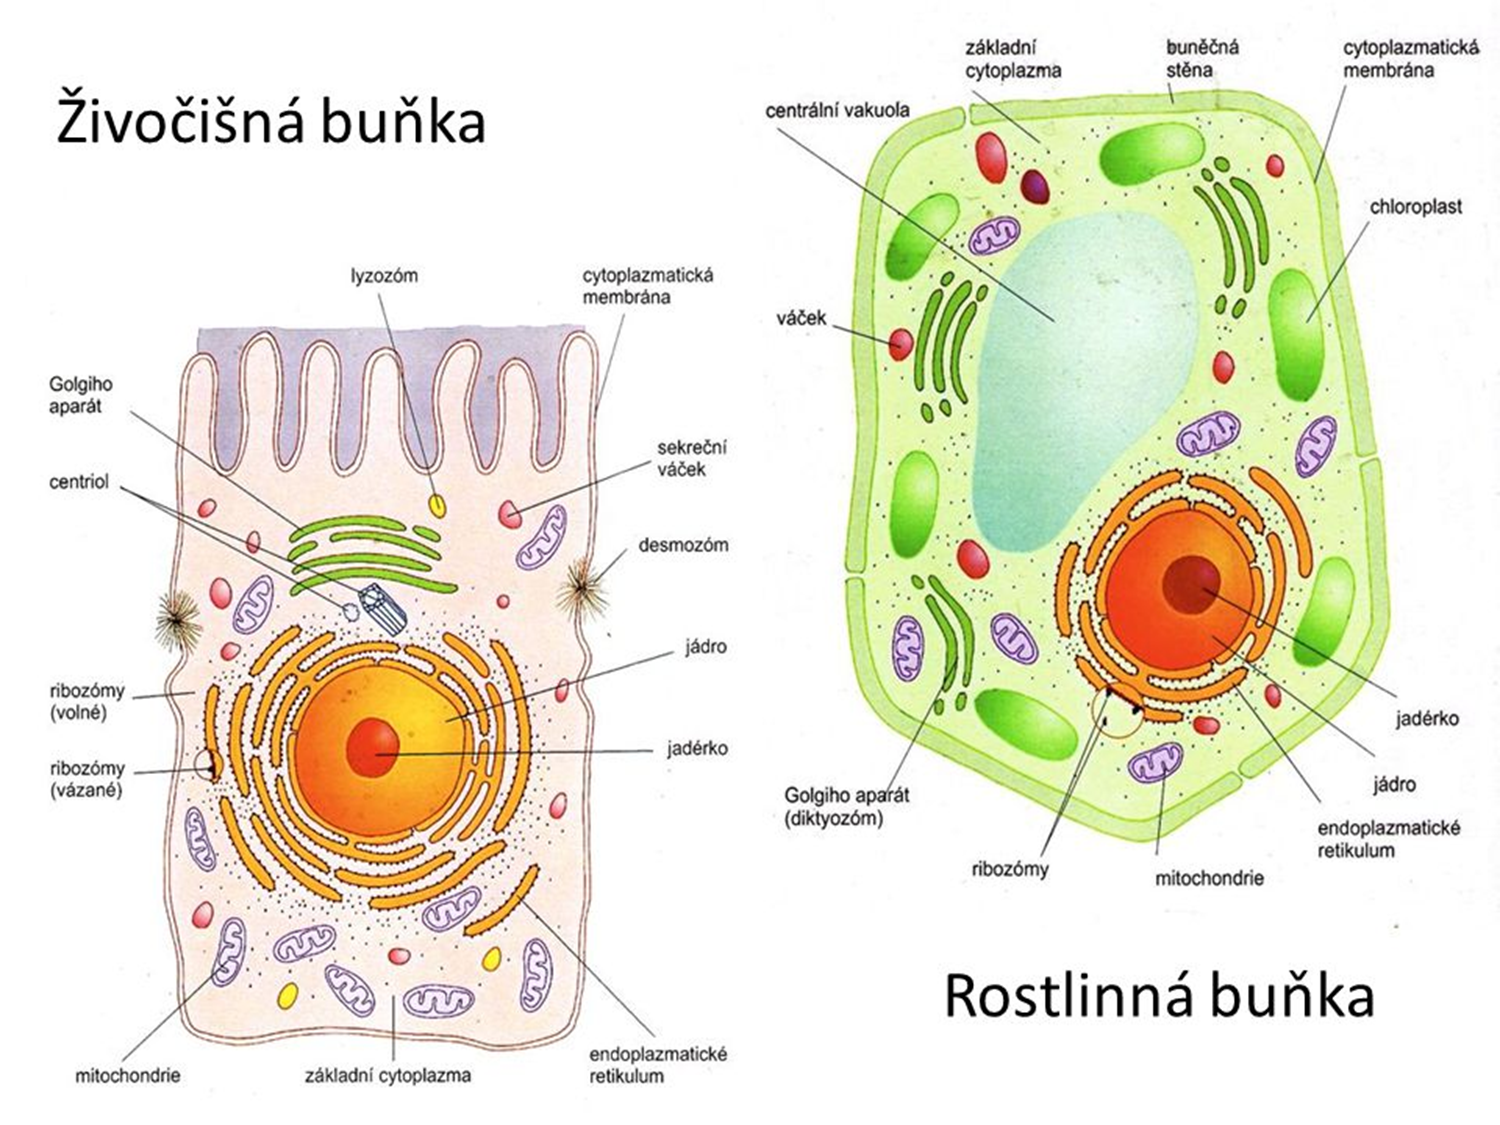 Živočišná buňka
lyzozóm
cytoplazmatická
membrána
Golgiho
aparát
sekreční
váček
centriol
desmozóm
jádro
ribozómy
(volné)
jadérko
ribozómy
(vázané)
endoplazmatické
retikulum
mitochondrie
základní cytoplazma
základní
cytoplazma
buněčná
stěna
cytoplazmatická
membrána
centrální vakuola
chloroplast
váček
jadérko
jádro
Golgiho aparát
(diktyozóm)
endoplazmatické
retikulum
ribozómy
mitochondrie
Rostlinná buňka